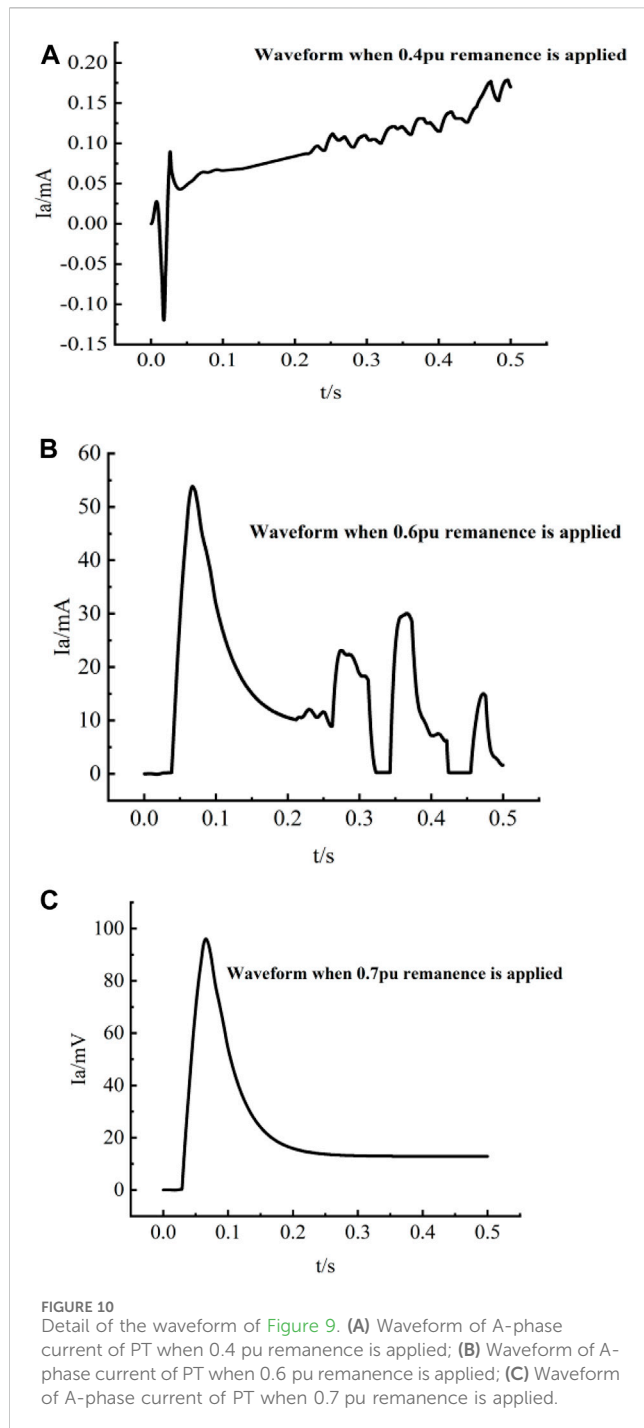 A
Waveform when 0.4pu remanence is applied
0.20
0.15
0.10
0.05
0.00
-0.05
-0.10
-0.15
Ia/mA
0.0 0.1 0.2 0.3 0.4 0.5
t/s
B
60
50
40
30
20
10
0
Waveform when 0.6pu remanence is applied
Ia/mA
0.0 0.1 0.2 0.3 0.4 0.5
t/s
C
100
80
60
40
20
0
Waveform when 0.7pu remanence is applied
Ia/mV
0.0 0.1 0.2 0.3 0.4 0.5
t/s
FIGURE 10
Detail of the waveform of Figure 9. (A) Waveform of A-phase
current of PT when 0.4 pu remanence is applied; (B) Waveform of A-
phase current of PT when 0.6 pu remanence is applied; (C) Waveform
of A-phase current of PT when 0.7 pu remanence is applied.